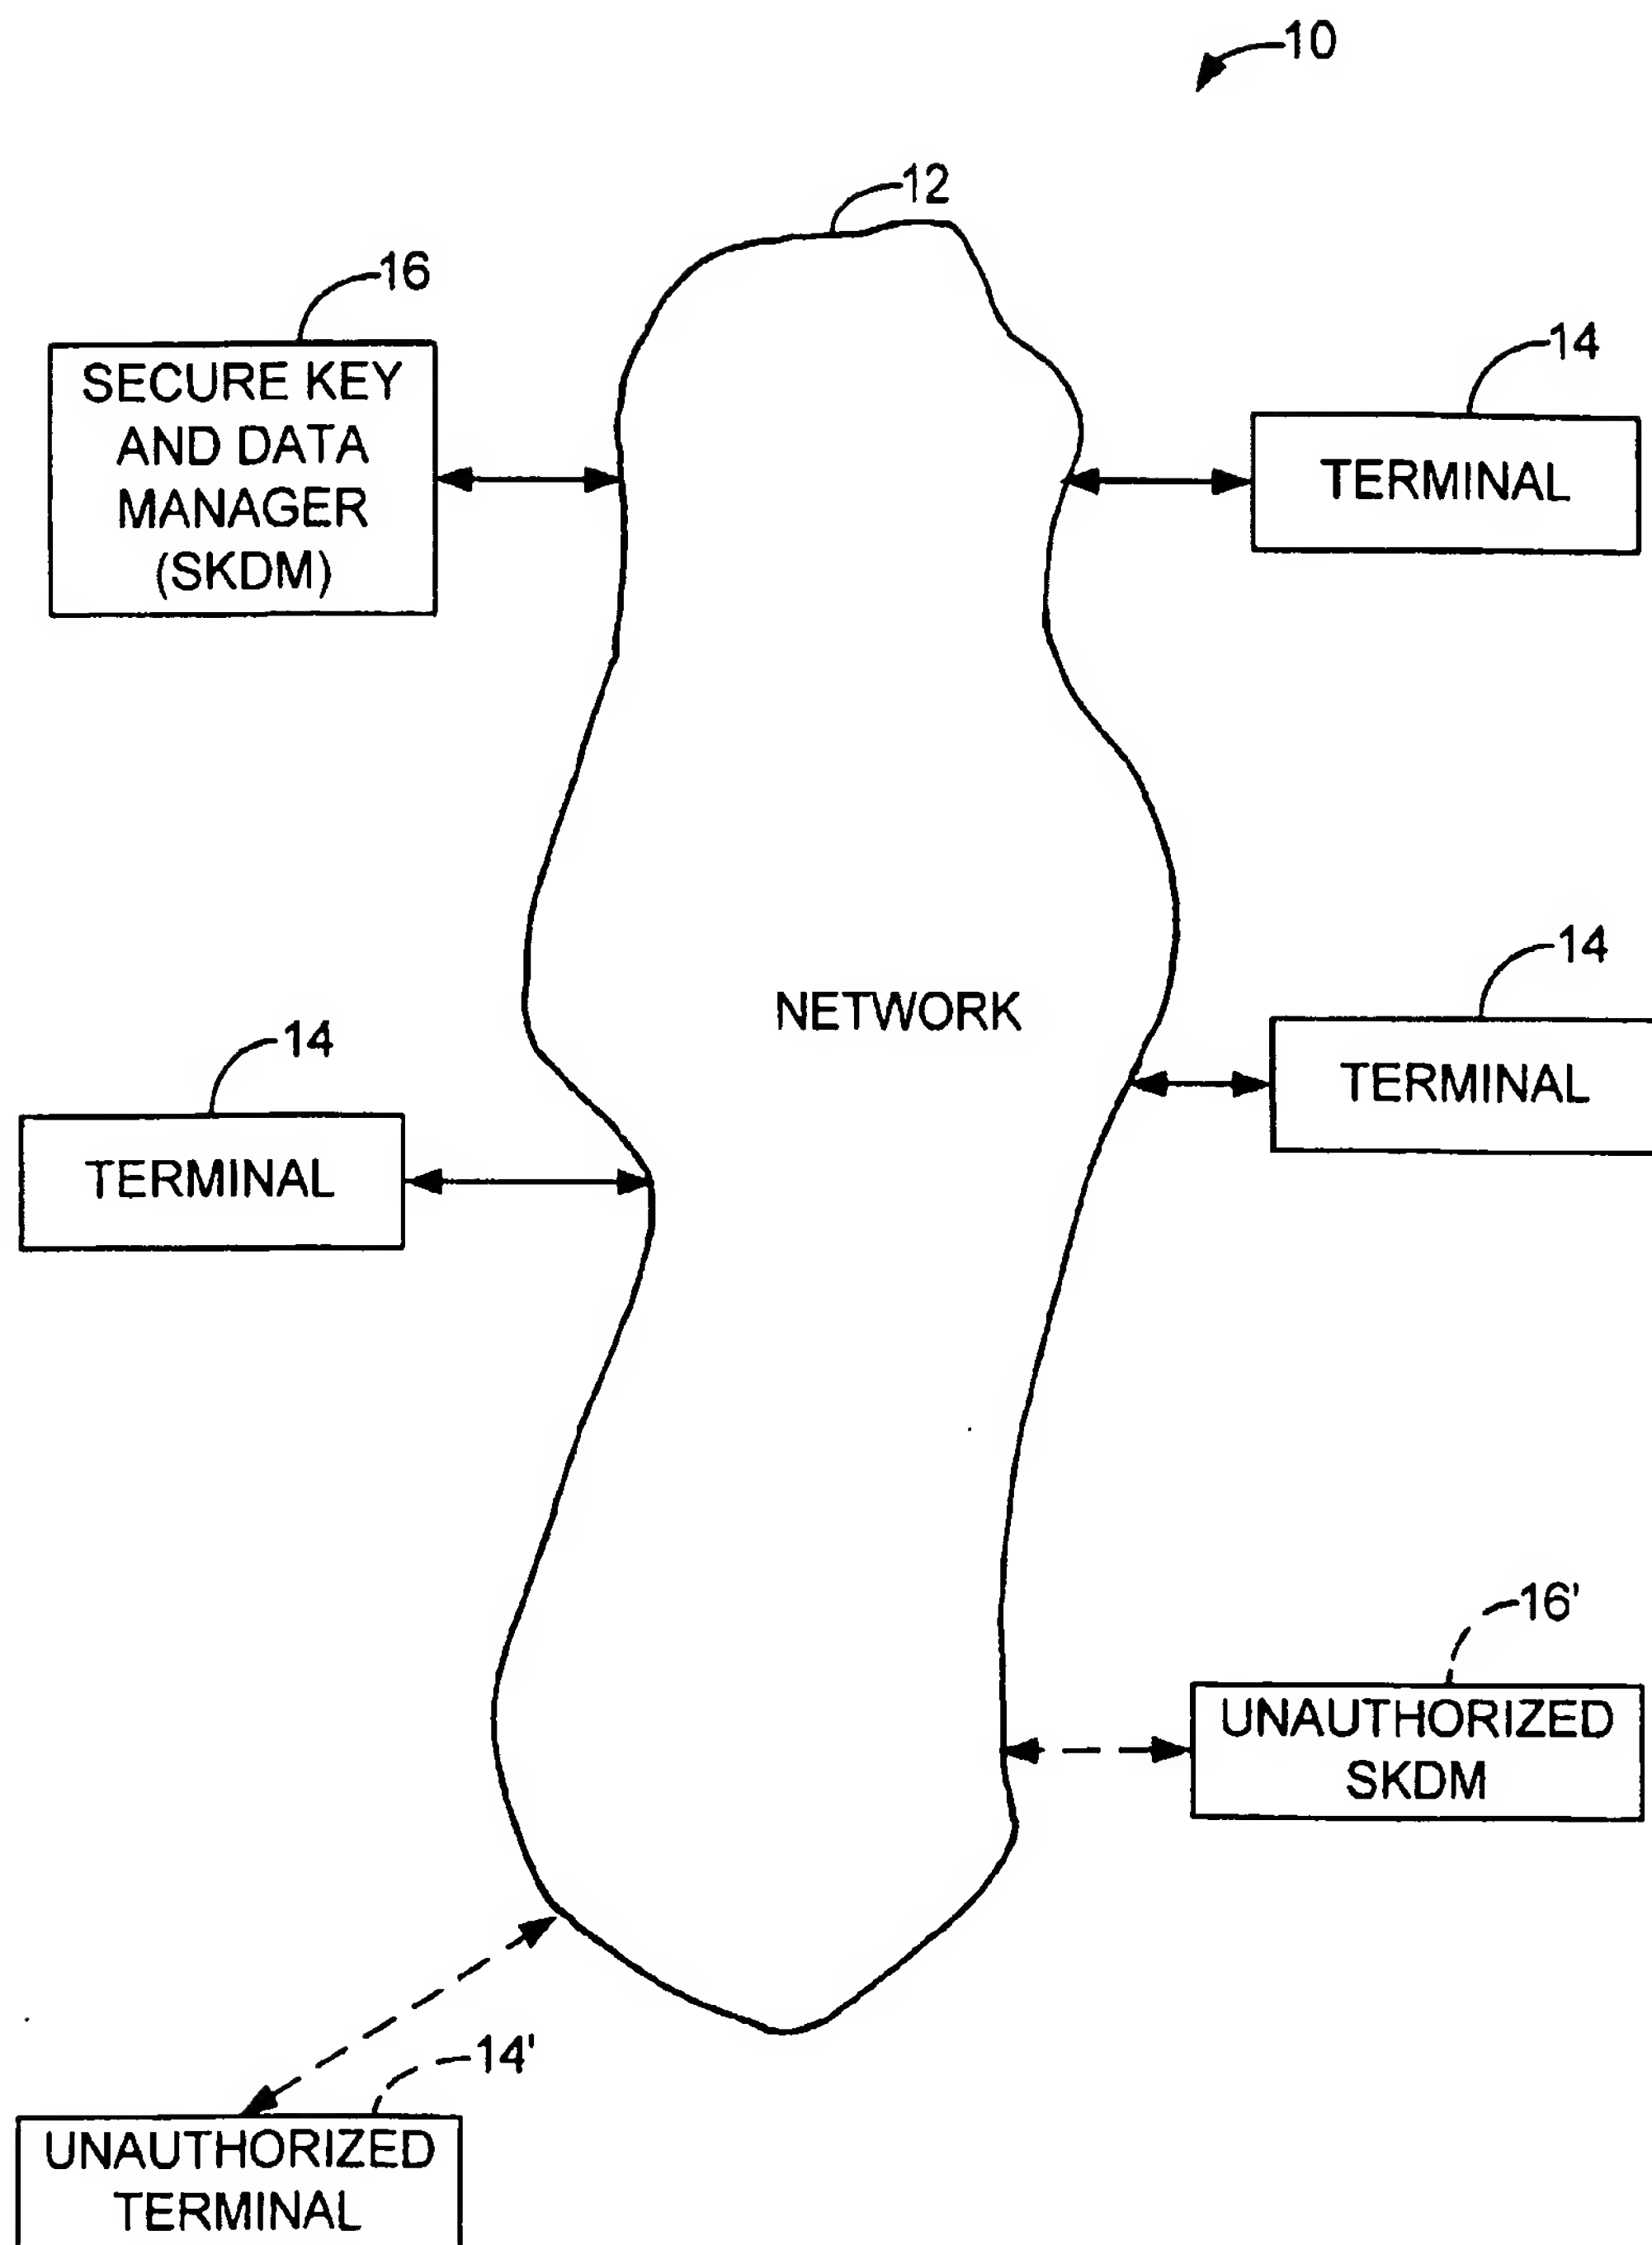 10
12
16
SECURE KEY
AND DATA
MANAGER
(SKDM)
14
TERMINAL
14
TERMINAL
NETWORK
14
TERMINAL
16'
UNAUTHORIZED
SKDM
14'
UNAUTHORIZED
TERMINAL